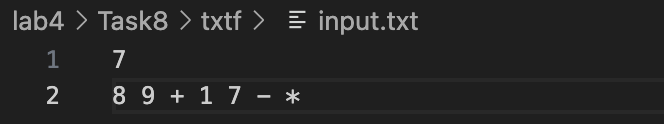 lab4 > Task8 > txtf > input.txt
1 7
2 8 9 + 1 7 - *